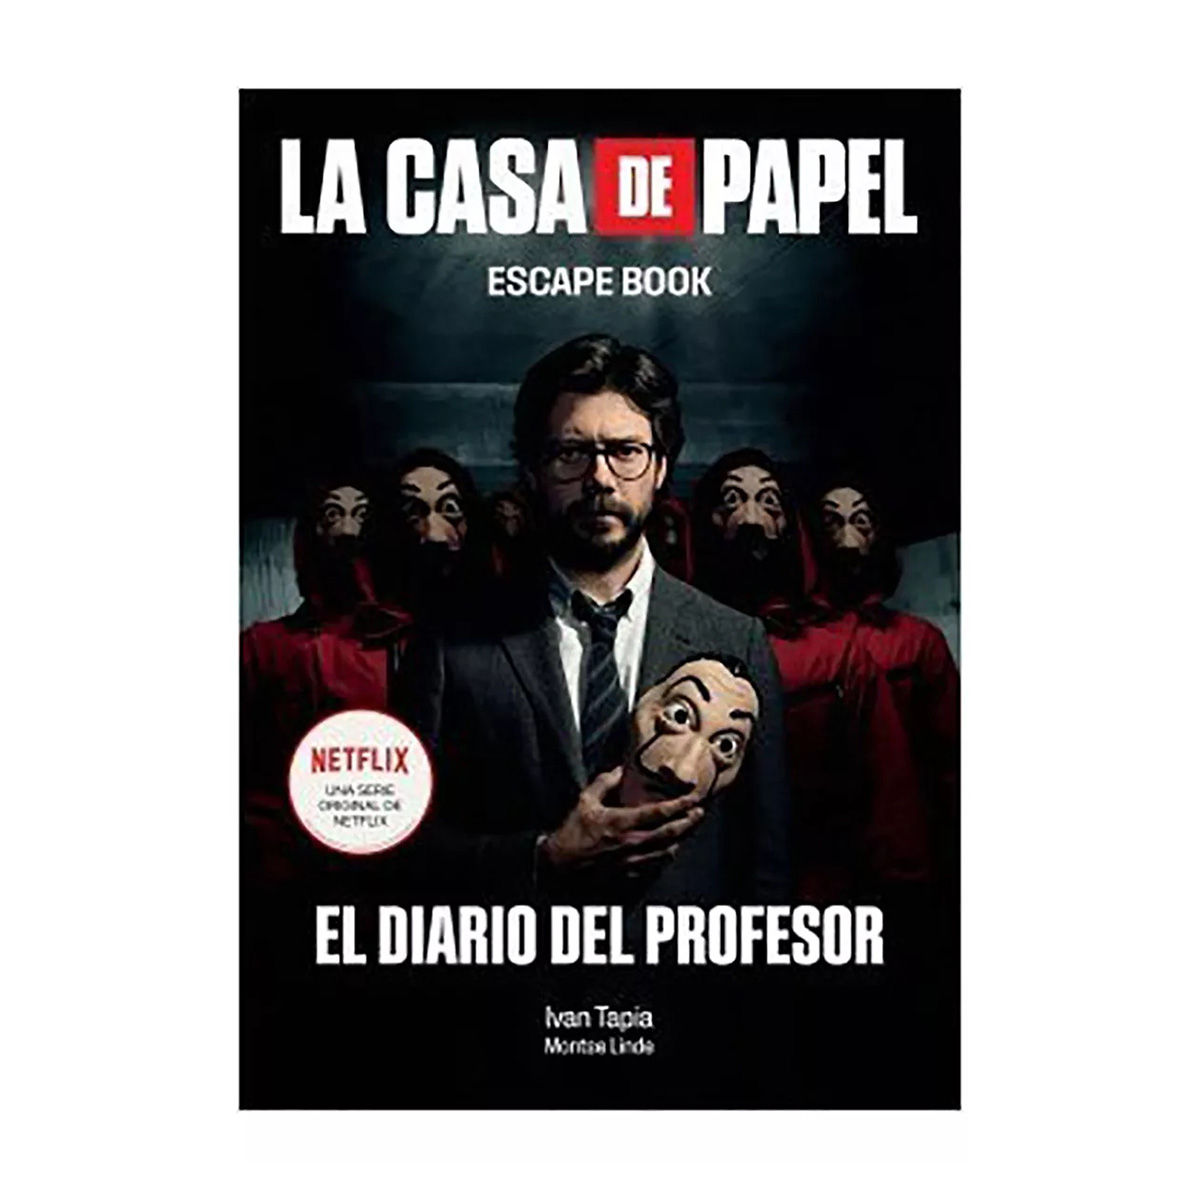 LA CASA DE PAPEL
ESCAPE BOOK
NETFLIX
UNA SERIE
ORIGINAL DE
NETFLIX
EL DIARIO DEL PROFESOR
Ivan Tapia
Montse Linde